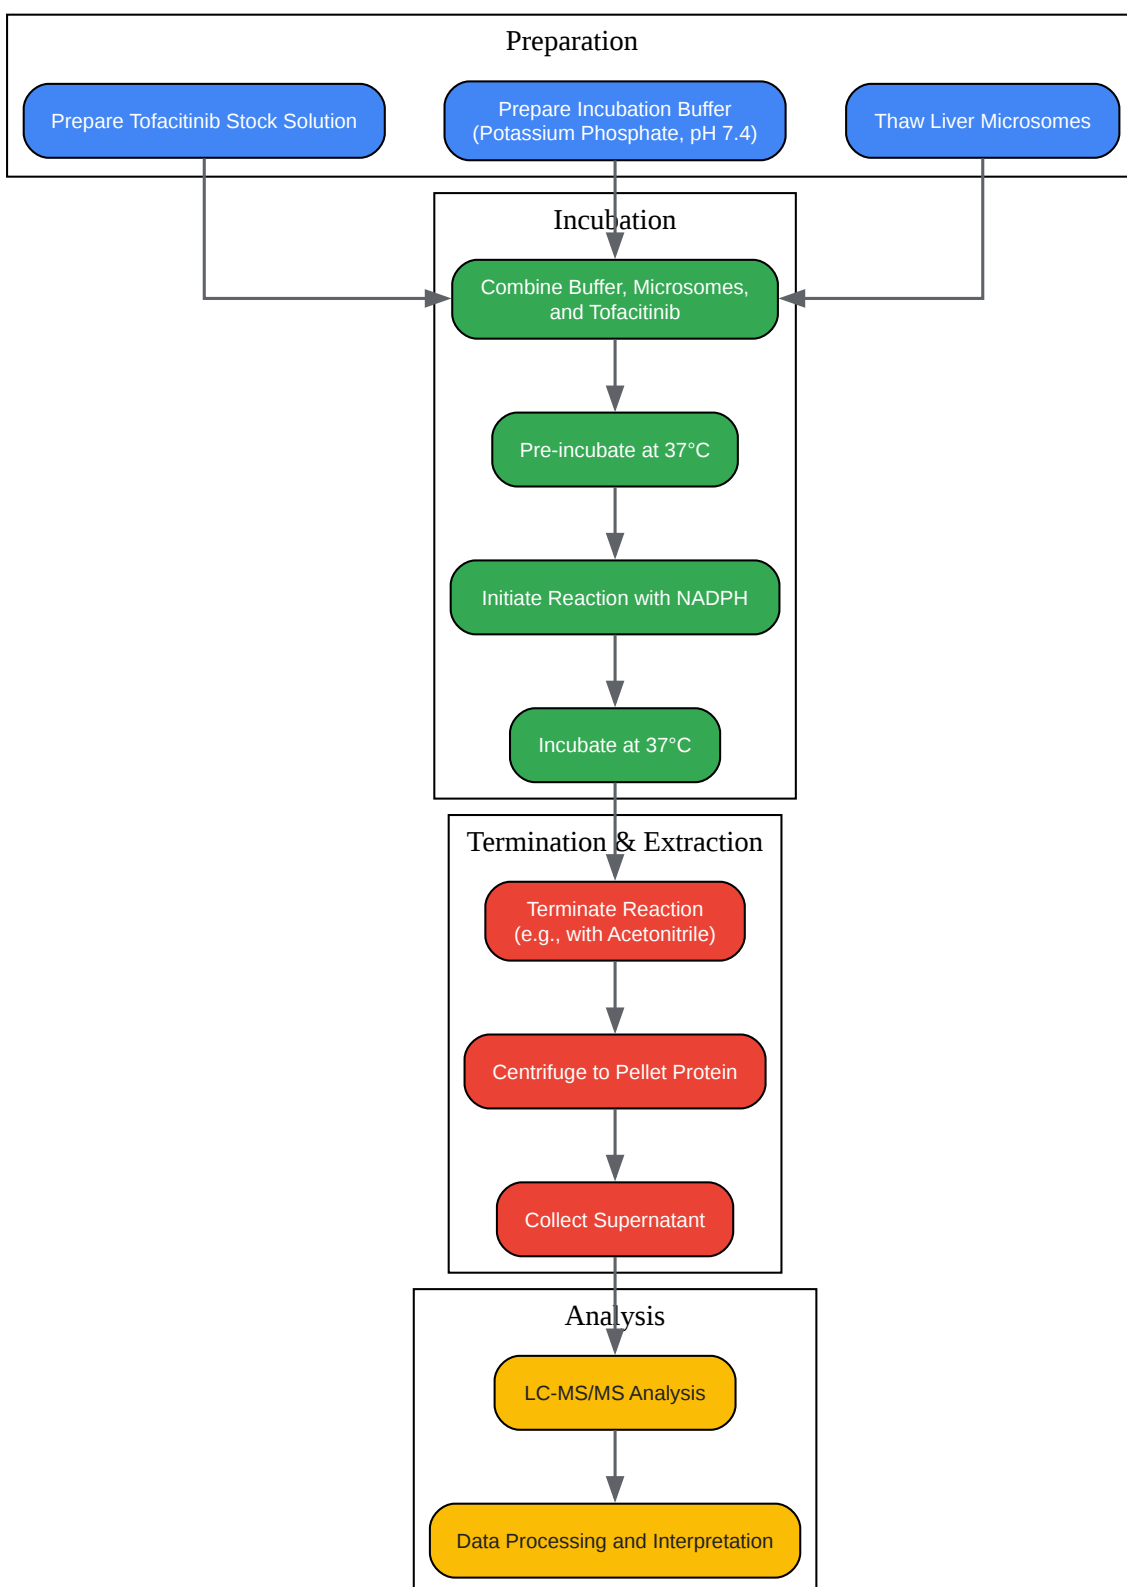 Preparation
Prepare Tofacitinib Stock Solution
Prepare Incubation Buffer
(Potassium Phosphate, pH 7.4)
Thaw Liver Microsomes
Incubation
Combine Buffer, Microsomes,
and Tofacitinib
Pre-incubate at 37°C
Initiate Reaction with NADPH
Incubate at 37°C
Termination & Extraction
Terminate Reaction
(e.g., with Acetonitrile)
Centrifuge to Pellet Protein
Collect Supernatant
Analysis
LC-MS/MS Analysis
Data Processing and Interpretation